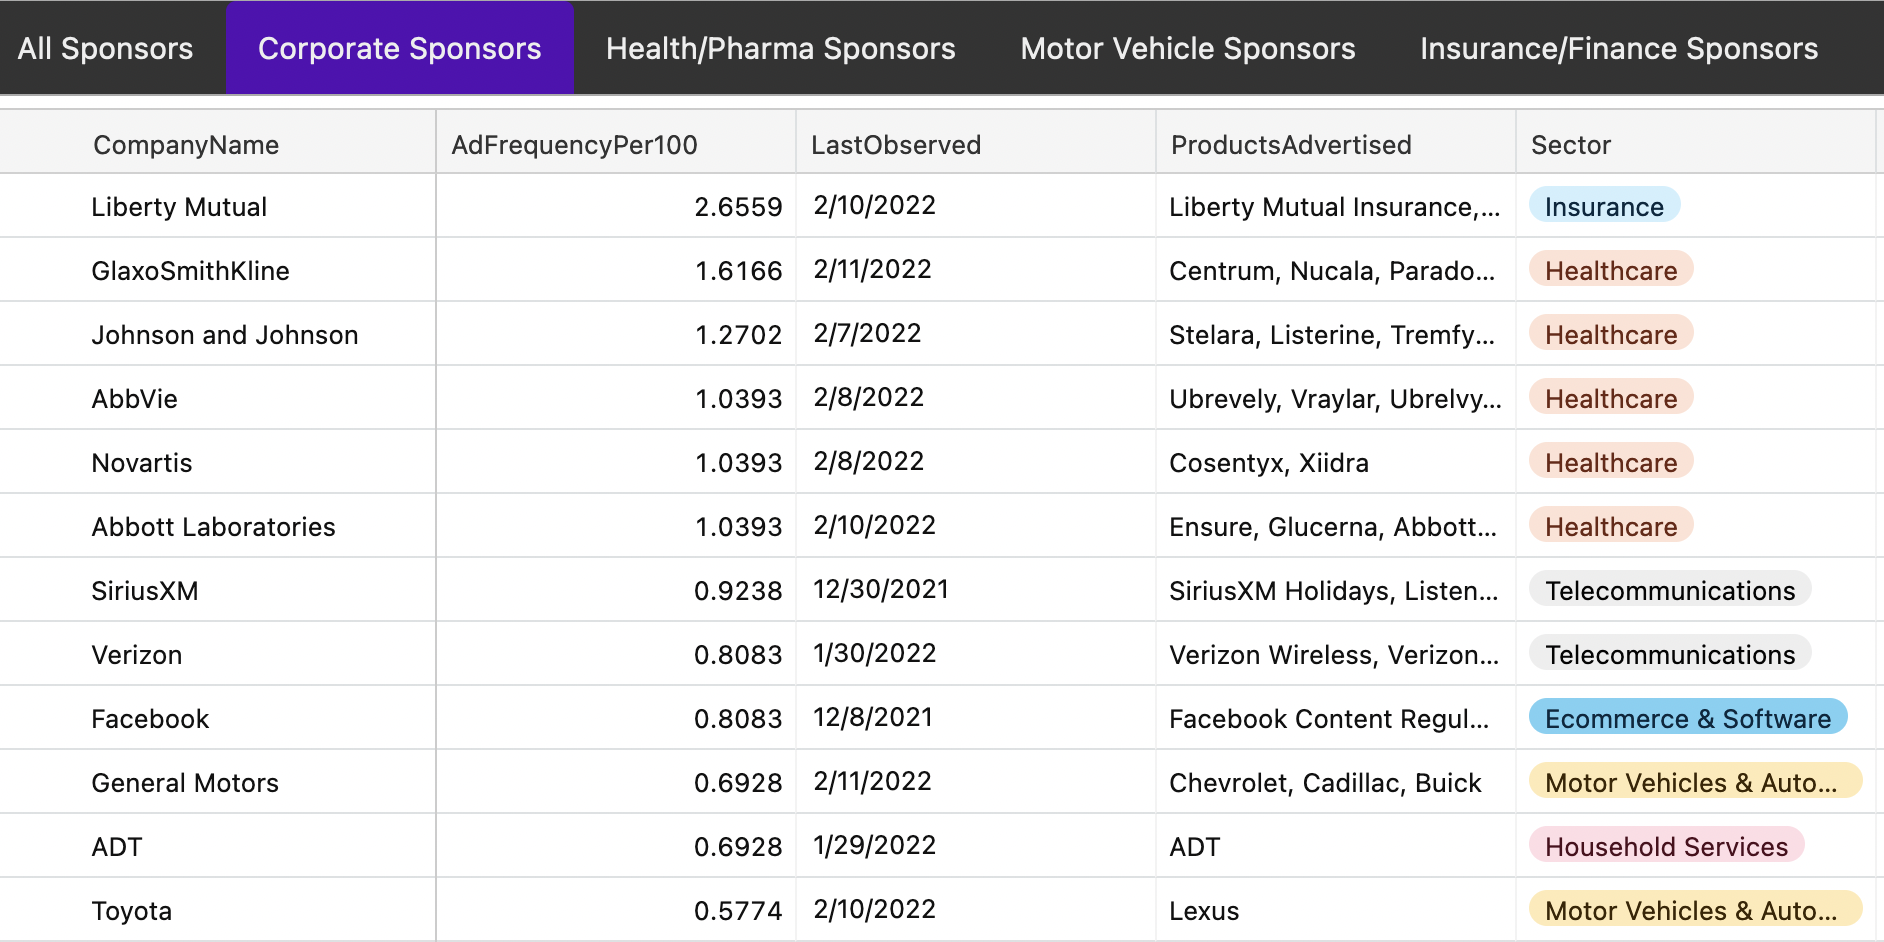 All Sponsors Corporate Sponsors Health/Pharma Sponsors Motor Vehicle Sponsors Insurance/Finance Sponsors
CompanyName AdFrequencyPer100 LastObserved ProductsAdvertised Sector
Liberty Mutual 2.6559 2/10/2022 Liberty Mutual Insurance,... Insurance
GlaxoSmithKline 1.6166 2/11/2022 Centrum, Nucala, Parado... Healthcare
Johnson and Johnson 1.2702 2/7/2022 Stelara, Listerine, Tremfy... Healthcare
AbbVie 1.0393 2/8/2022 Ubrevely, Vraylar, Ubrelvy... Healthcare
Novartis 1.0393 2/8/2022 Cosentyx, Xiidra Healthcare
Abbott Laboratories 1.0393 2/10/2022 Ensure, Glucerna, Abbott... Healthcare
SiriusXM 0.9238 12/30/2021 SiriusXM Holidays, Listen... Telecommunications
Verizon 0.8083 1/30/2022 Verizon Wireless, Verizon... Telecommunications
Facebook 0.8083 12/8/2021 Facebook Content Regul... Ecommerce & Software
General Motors 0.6928 2/11/2022 Chevrolet, Cadillac, Buick Motor Vehicles & Auto...
ADT 0.6928 1/29/2022 ADT Household Services
Toyota 0.5774 2/10/2022 Lexus Motor Vehicles & Auto...